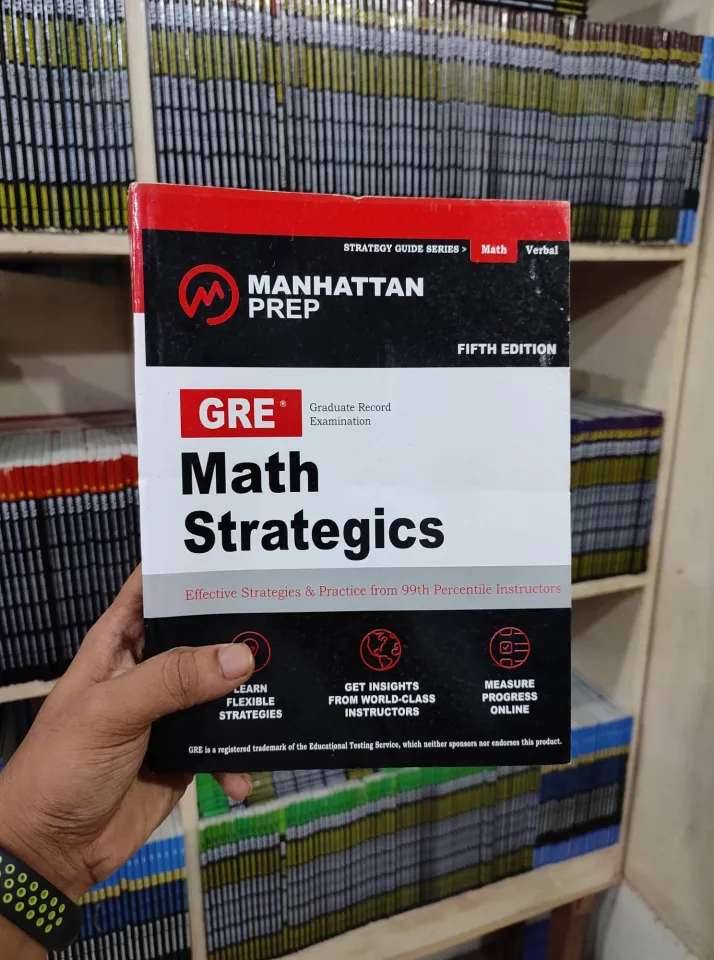 STRATEGY GUIDE SERIES > Math Verbal
MANHATTAN
PREP
FIFTH EDITION
GRE® Graduate Record
Examination
Math
Strategics
Effective Strategies & Practice from 99th Percentile Instructors
LEARN
FLEXIBLE
STRATEGIES
GET INSIGHTS
FROM WORLD-CLASS
INSTRUCTORS
MEASURE
PROGRESS
ONLINE
GRE is a registered trademark of the Educational Testing Service, which neither sponsors nor endorses this product.